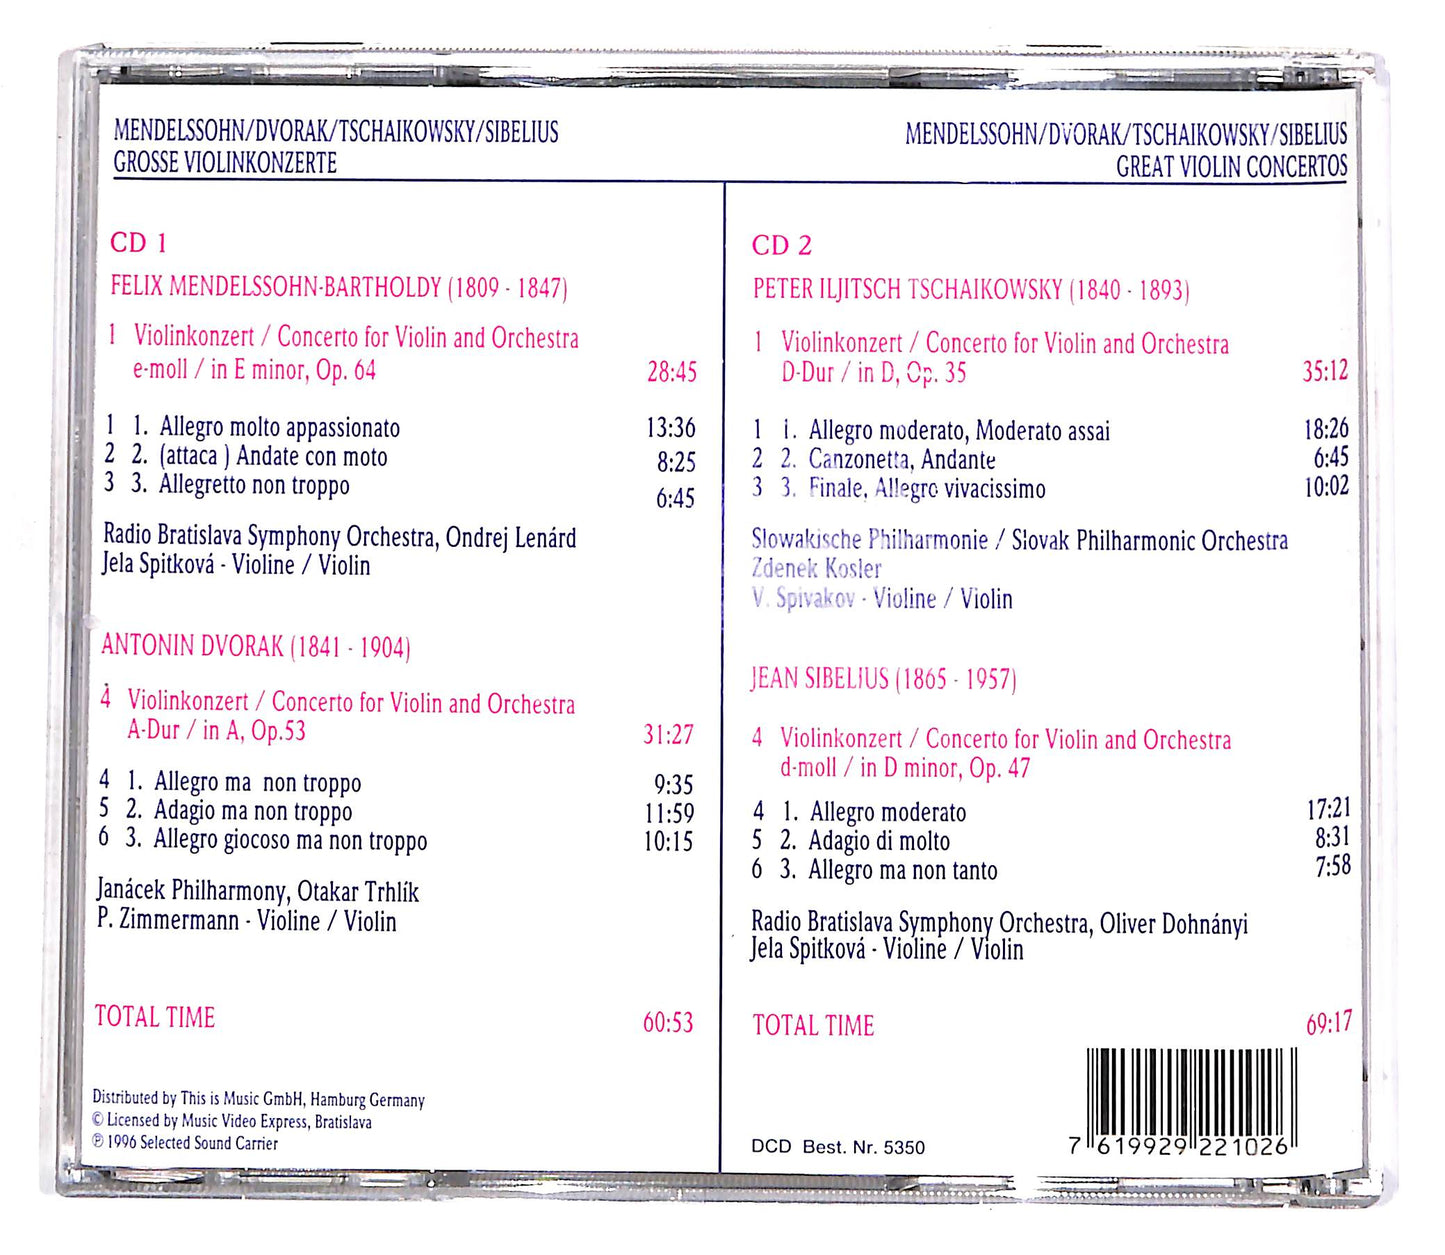 MENDELSSOHN/DVORAK/TSCHAIKOWSKY/SIBELIUS
GROSSE VIOLINKONZERTE
MENDELSSOHN/DVORAK/TSCHAIKOWSKY/SIBELIUS
GREAT VIOLIN CONCERTOS
CD 1
FELIX MENDELSSOHN-BARTHOLDY (1809 - 1847)
1 Violinkonzert / Concerto for Violin and Orchestra
e-moll / in E minor, Op. 64 28:45
1 1. Allegro molto appassionato 13:36
2 2. (attaca ) Andate con moto 8:25
3 3. Allegretto non troppo 6:45
Radio Bratislava Symphony Orchestra, Ondrej Lenárd
Jela Spitková - Violine / Violin
ANTONIN DVORAK (1841 - 1904)
4 Violinkonzert / Concerto for Violin and Orchestra
A-Dur / in A, Op.53 31:27
4 1. Allegro ma non troppo 9:35
5 2. Adagio ma non troppo 11:59
6 3. Allegro giocoso ma non troppo 10:15
Janácek Philharmony, Otakar Trhlík
P. Zimmermann - Violine / Violin
TOTAL TIME 60:53
Distributed by This is Music GmbH, Hamburg Germany
© Licensed by Music Video Express, Bratislava
℗ 1996 Selected Sound Carrier
CD 2
PETER ILJITSCH TSCHAIKOWSKY (1840 - 1893)
1 Violinkonzert / Concerto for Violin and Orchestra
D-Dur / in D, Op. 35 35:12
1 1. Allegro moderato, Moderato assai 18:26
2 2. Canzonetta, Andante 6:45
3 3. Finale, Allegro vivacissimo 10:02
Slowakische Philharmonie / Slovak Philharmonic Orchestra
Zdenek Kosler
V. Spivakov - Violine / Violin
JEAN SIBELIUS (1865 - 1957)
4 Violinkonzert / Concerto for Violin and Orchestra
d-moll / in D minor, Op. 47
4 1. Allegro moderato 17:21
5 2. Adagio di molto 8:31
6 3. Allegro ma non tanto 7:58
Radio Bratislava Symphony Orchestra, Oliver Dohnányi
Jela Spitková - Violine / Violin
TOTAL TIME 69:17
DCD Best. Nr. 5350
7 619929 221026